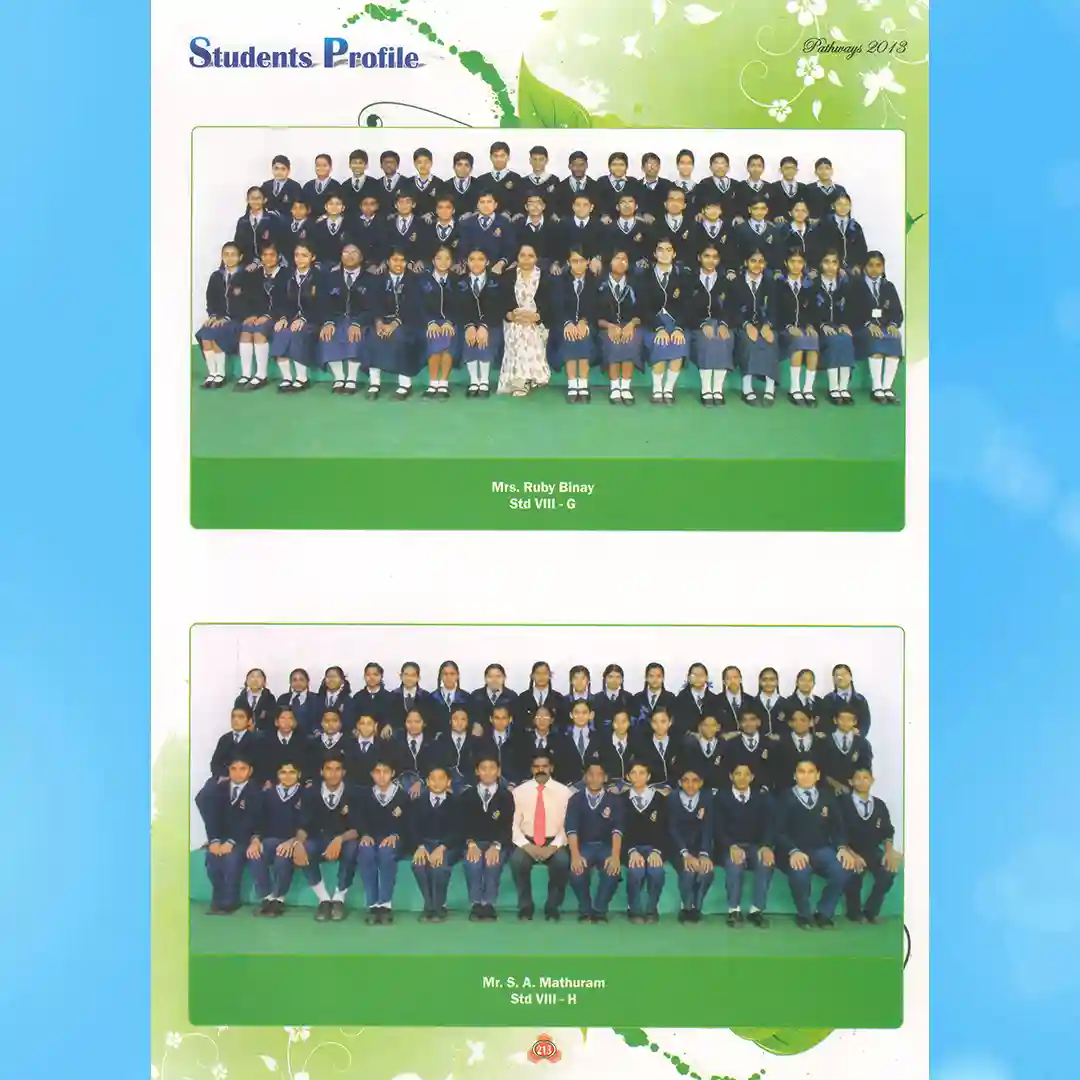 Students Profile
Pathways 2013
Mrs. Ruby Binay
Std VIII - G
Mr. S. A. Mathuram
Std VIII - H
213